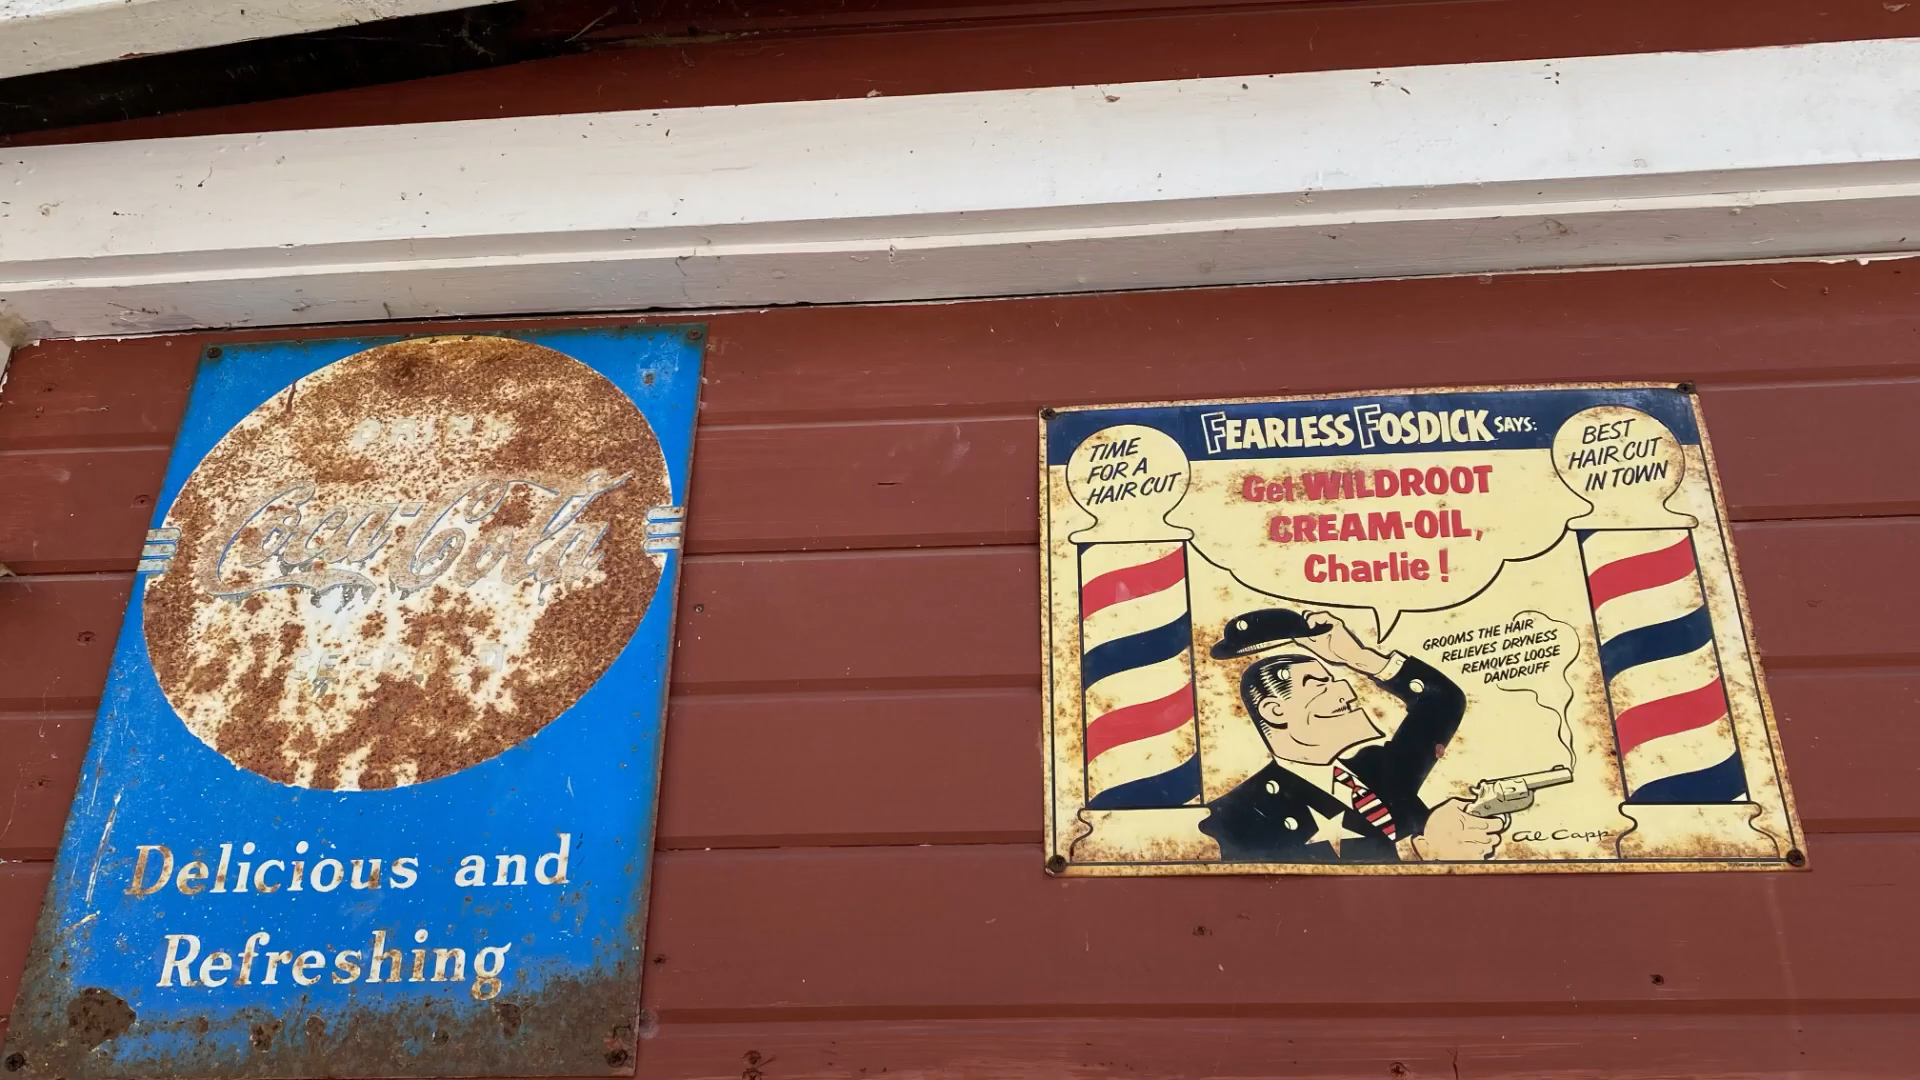 DRINK
Coca-Cola
Delicious and
Refreshing
FEARLESS FOSDICK SAYS:
TIME
FOR A
HAIR CUT
Get WILDROOT
CREAM-OIL,
Charlie!
BEST
HAIR CUT
IN TOWN
GROOMS THE HAIR
RELIEVES DRYNESS
REMOVES LOOSE
DANDRUFF
Al Capp